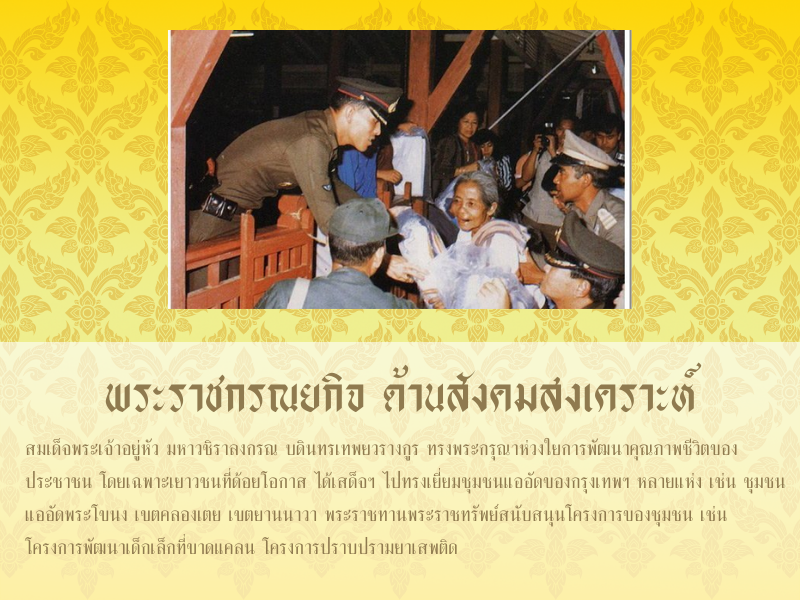 พระราชกรณยกิจ ด้านสังคมสงเคราะห์
สมเด็จพระเจ้าอยู่หัว มหาวชิราลงกรณ บดินทรเทพยวรางกูร ทรงพระกรุณาห่วงใยการพัฒนาคุณภาพชีวิตของ
ประชาชน โดยเฉพาะเยาวชนที่ด้อยโอกาส ได้เสด็จฯ ไปทรงเยี่ยมชุมชนแออัดของกรุงเทพฯ หลายแห่ง เช่น ชุมชน
แออัดพระโขนง เขตคลองเตย เขตยานนาวา พระราชทานพระราชทรัพย์สนับสนุนโครงการของชุมชน เช่น
โครงการพัฒนาเด็กเล็กที่ขาดแคลน โครงการปราบปรามยาเสพติด